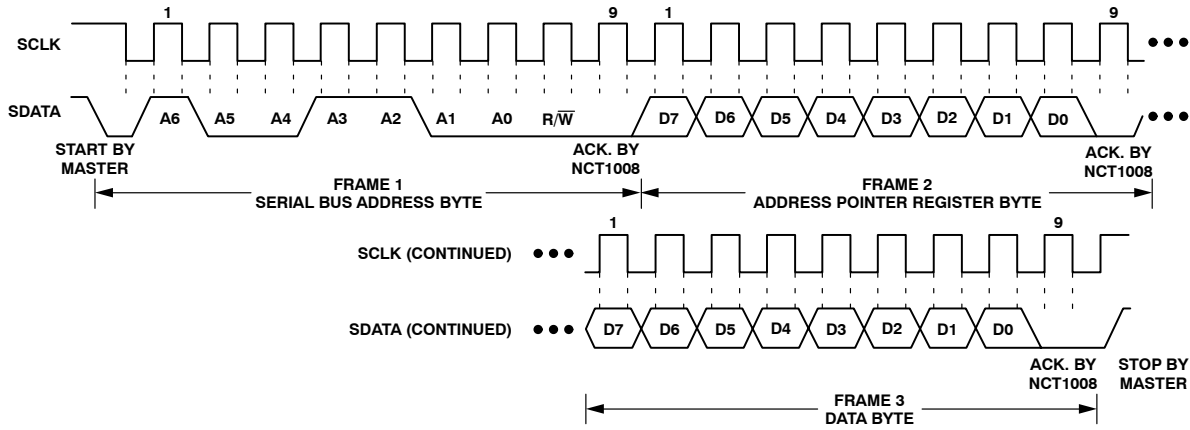 1 9 1 9
SCLK
SDATA A6 A5 A4 A3 A2 A1 A0 R/W̅ D7 D6 D5 D4 D3 D2 D1 D0
START BY
MASTER
ACK. BY
NCT1008
ACK. BY
NCT1008
FRAME 1
SERIAL BUS ADDRESS BYTE
FRAME 2
ADDRESS POINTER REGISTER BYTE
1 9
SCLK (CONTINUED)
SDATA (CONTINUED) D7 D6 D5 D4 D3 D2 D1 D0
ACK. BY
NCT1008
STOP BY
MASTER
FRAME 3
DATA BYTE